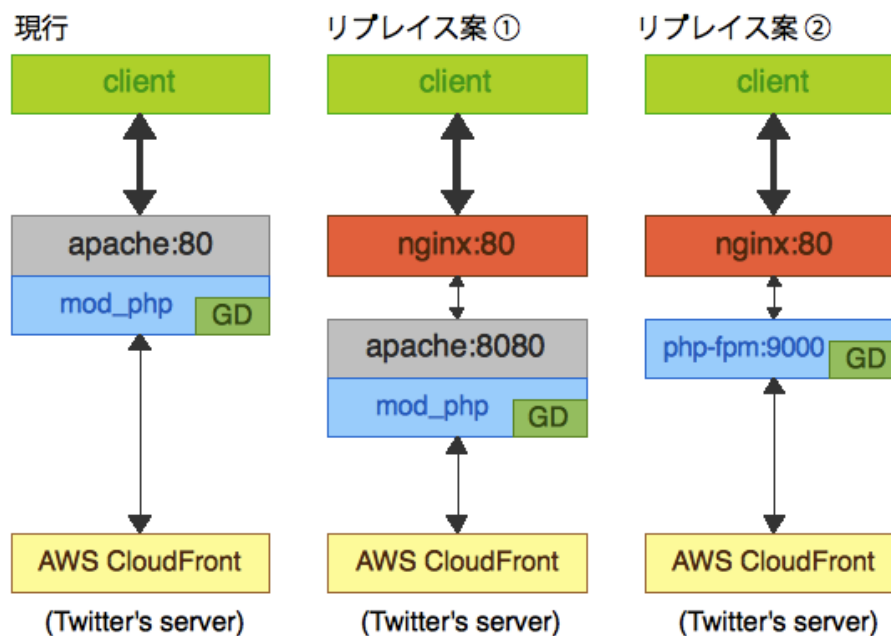 現行
client
apache:80
mod_php
GD
AWS CloudFront
(Twitter's server)
リプレイス案 ①
client
nginx:80
apache:8080
mod_php
GD
AWS CloudFront
(Twitter's server)
リプレイス案 ②
client
nginx:80
php-fpm:9000
GD
AWS CloudFront
(Twitter's server)